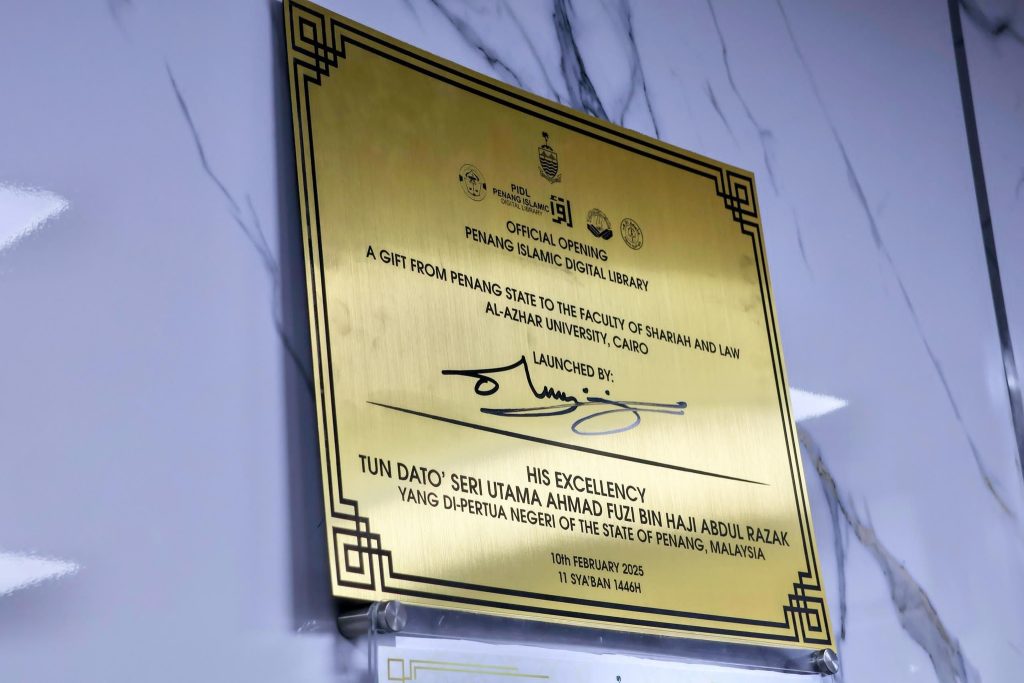 PIDL
PENANG ISLAMIC
DIGITAL LIBRARY
اقرأ
OFFICIAL OPENING
PENANG ISLAMIC DIGITAL LIBRARY
A GIFT FROM PENANG STATE TO THE FACULTY OF SHARIAH AND LAW
AL-AZHAR UNIVERSITY, CAIRO
LAUNCHED BY:
HIS EXCELLENCY
TUN DATO' SERI UTAMA AHMAD FUZI BIN HAJI ABDUL RAZAK
YANG DI-PERTUA NEGERI OF THE STATE OF PENANG, MALAYSIA
10th FEBRUARY 2025
11 SYA'BAN 1446H